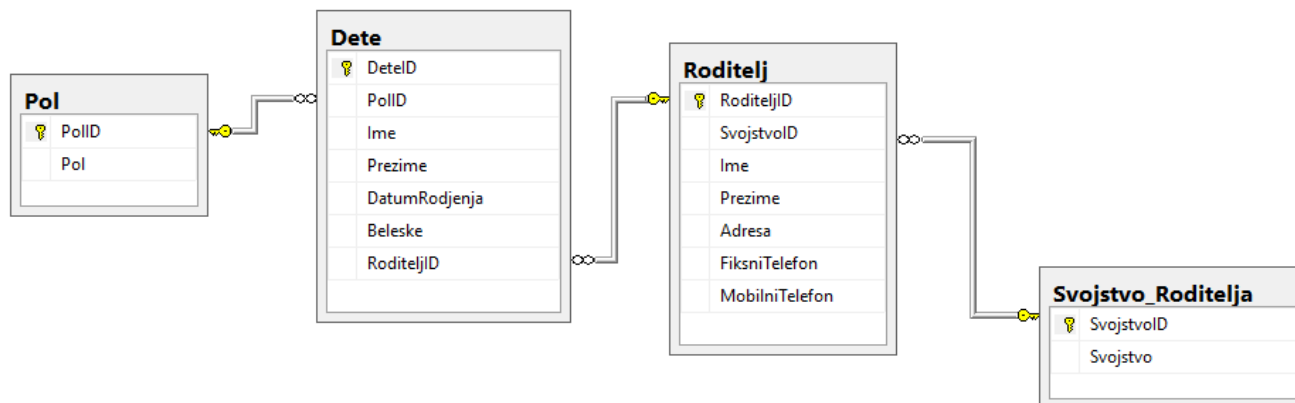 Pol
PolID
Pol
Dete
DeteID
PolID
Ime
Prezime
DatumRodjenja
Beleske
RoditeljID
Roditelj
RoditeljID
SvojstvoID
Ime
Prezime
Adresa
FiksniTelefon
MobilniTelefon
Svojstvo_Roditelja
SvojstvoID
Svojstvo